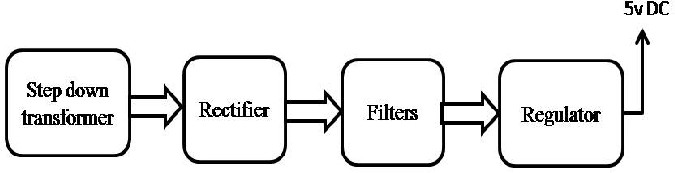 5v DC
Step down
transformer
Rectifier
Filters
Regulator